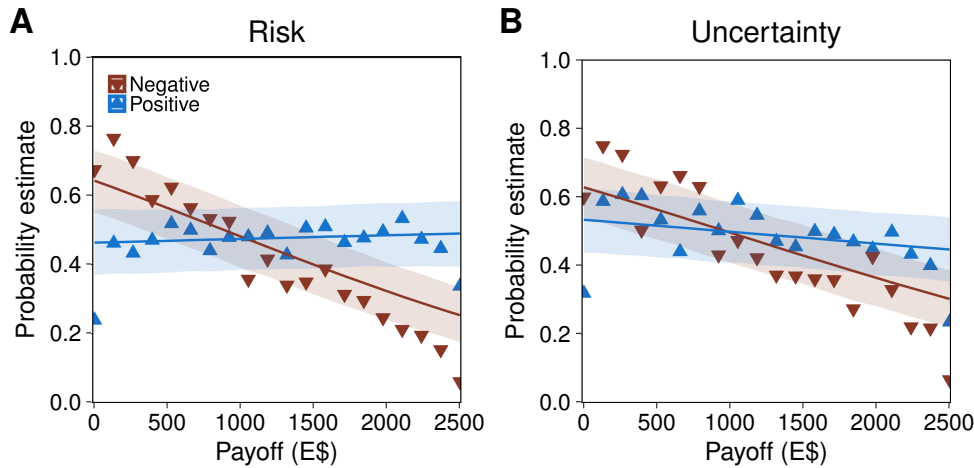 A
Risk
Probability estimate
1.0
0.8
0.6
0.4
0.2
0.0
Negative
Positive
0 500 1000 1500 2000 2500
Payoff (E$)
B
Uncertainty
Probability estimate
1.0
0.8
0.6
0.4
0.2
0.0
0 500 1000 1500 2000 2500
Payoff (E$)